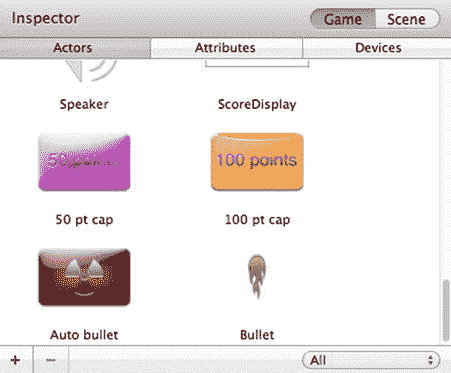 Inspector
Game Scene
Actors Attributes Devices
Speaker ScoreDisplay
100 points
50 pt cap 100 pt cap
Auto bullet Bullet
+ −
All